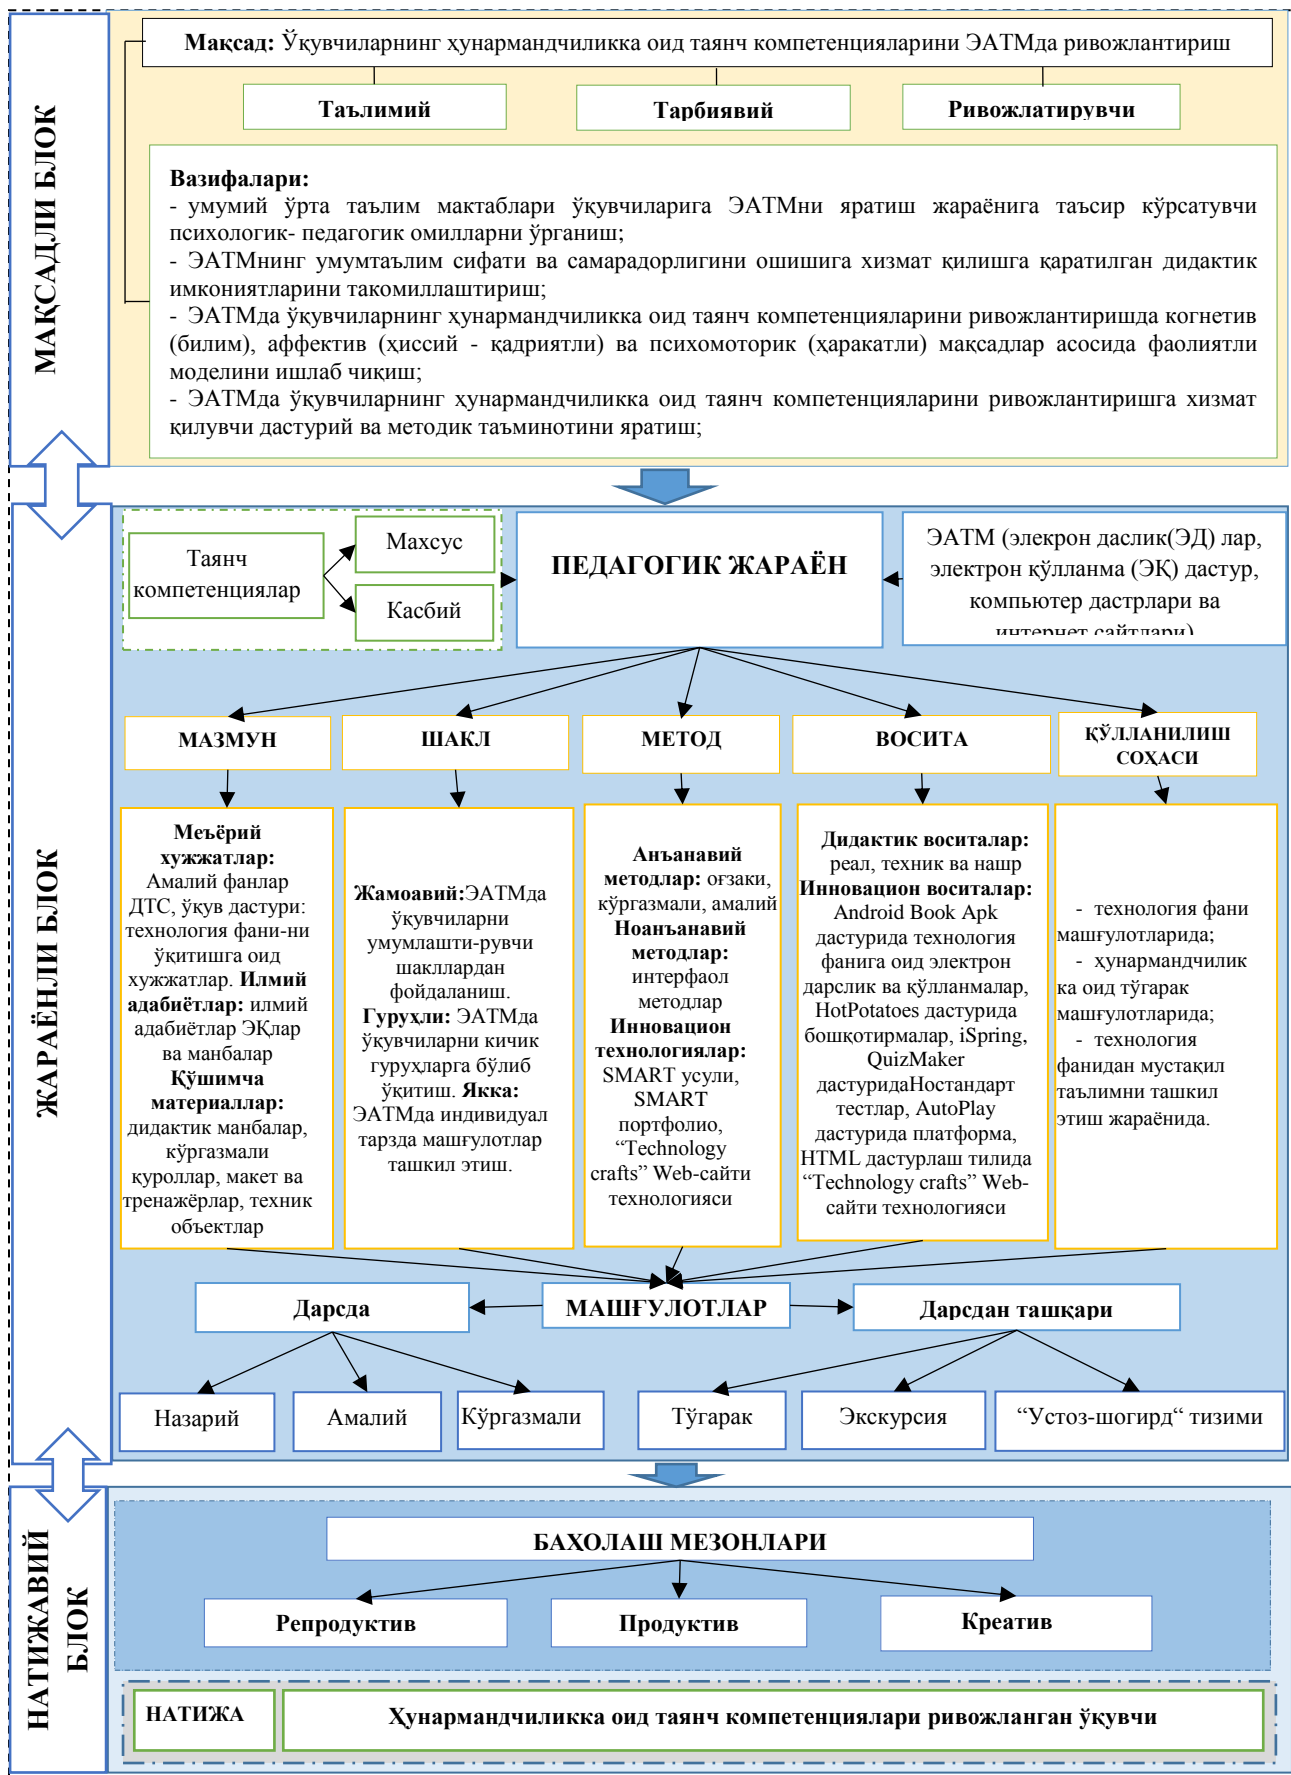 МАҚСАДЛИ БЛОК
Мақсад: Ўқувчиларнинг ҳунармандчиликка оид таянч компетенцияларини ЭАТМда ривожлантириш
Таълимий
Тарбиявий
Ривожлатирувчи
Вазифалари:
- умумий ўрта таълим мактаблари ўқувчиларига ЭАТМни яратиш жараёнига таъсир кўрсатувчи
психологик- педагогик омилларни ўрганиш;
- ЭАТМнинг умумтаълим сифати ва самарадорлигини ошишига хизмат қилишга қаратилган дидактик
имкониятларини такомиллаштириш;
- ЭАТМда ўқувчиларнинг ҳунармандчиликка оид таянч компетенцияларини ривожлантиришда когнетив
(билим), аффектив (ҳиссий - қадриятли) ва психомоторик (ҳаракатли) мақсадлар асосида фаолиятли
моделини ишлаб чиқиш;
- ЭАТМда ўқувчиларнинг ҳунармандчиликка оид таянч компетенцияларини ривожлантиришга хизмат
қилувчи дастурий ва методик таъминотини яратиш;
ЖАРАЁНЛИ БЛОК
Таянч
компетенциялар
Махсус
Касбий
ПЕДАГОГИК ЖАРАЁН
ЭАТМ (элекрон даслик(ЭД) лар,
электрон қўлланма (ЭҚ) дастур,
компьютер дастрлари ва
интернет сайтлари)
МАЗМУН
ШАКЛ
МЕТОД
ВОСИТА
ҚЎЛЛАНИЛИШ
СОҲАСИ
Меъёрий
хужжатлар:
Амалий фанлар
ДТС, ўқув дастури:
технология фани-ни
ўқитишга оид
хужжатлар. Илмий
адабиётлар: илмий
адабиётлар ЭҚлар
ва манбалар
Қўшимча
материаллар:
дидактик манбалар,
кўргазмали
қуроллар, макет ва
тренажёрлар, техник
объектлар
Жамоавий:ЭАТМда
ўқувчиларни
умумлашти-рувчи
шакллардан
фойдаланиш.
Гуруҳли: ЭАТМда
ўқувчиларни кичик
гуруҳларга бўлиб
ўқитиш. Якка:
ЭАТМда индивидуал
тарзда машғулотлар
ташкил этиш.
Анъанавий
методлар: оғзаки,
кўргазмали, амалий
Ноанъанавий
методлар:
интерфаол
методлар
Инновацион
технологиялар:
SMART усули,
SMART
портфолио,
“Technology
crafts” Web-сайти
технологияси
Дидактик воситалар:
реал, техник ва нашр
Инновацион воситалар:
Android Book Apk
дастурида технология
фанига оид электрон
дарслик ва қўлланмалар,
HotPotatoes дастурида
бошқотирмалар, iSpring,
QuizMaker
дастуридаНостандарт
тестлар, AutoPlay
дастурида платформа,
HTML дастурлаш тилида
“Technology crafts” Web-
сайти технологияси
- технология фани
машғулотларида;
- ҳунармандчилик
ка оид тўгарак
машғулотларида;
- технология
фанидан мустақил
таълимни ташкил
этиш жараёнида.
Дарсда
МАШҒУЛОТЛАР
Дарсдан ташқари
Назарий
Амалий
Кўргазмали
Тўгарак
Экскурсия
“Устоз-шогирд“ тизими
НАТИЖАВИЙ
БЛОК
БАХОЛАШ МЕЗОНЛАРИ
Репродуктив
Продуктив
Креатив
НАТИЖА
Ҳунармандчиликка оид таянч компетенциялари ривожланган ўқувчи